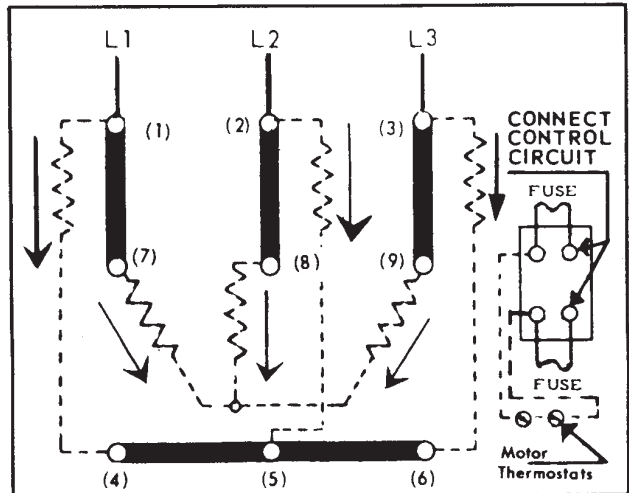 L1 L2 L3
(1) (2) (3)
CONNECT
CONTROL
CIRCUIT
FUSE
(7) (8) (9)
FUSE
Motor
Thermostats
(4) (5) (6)